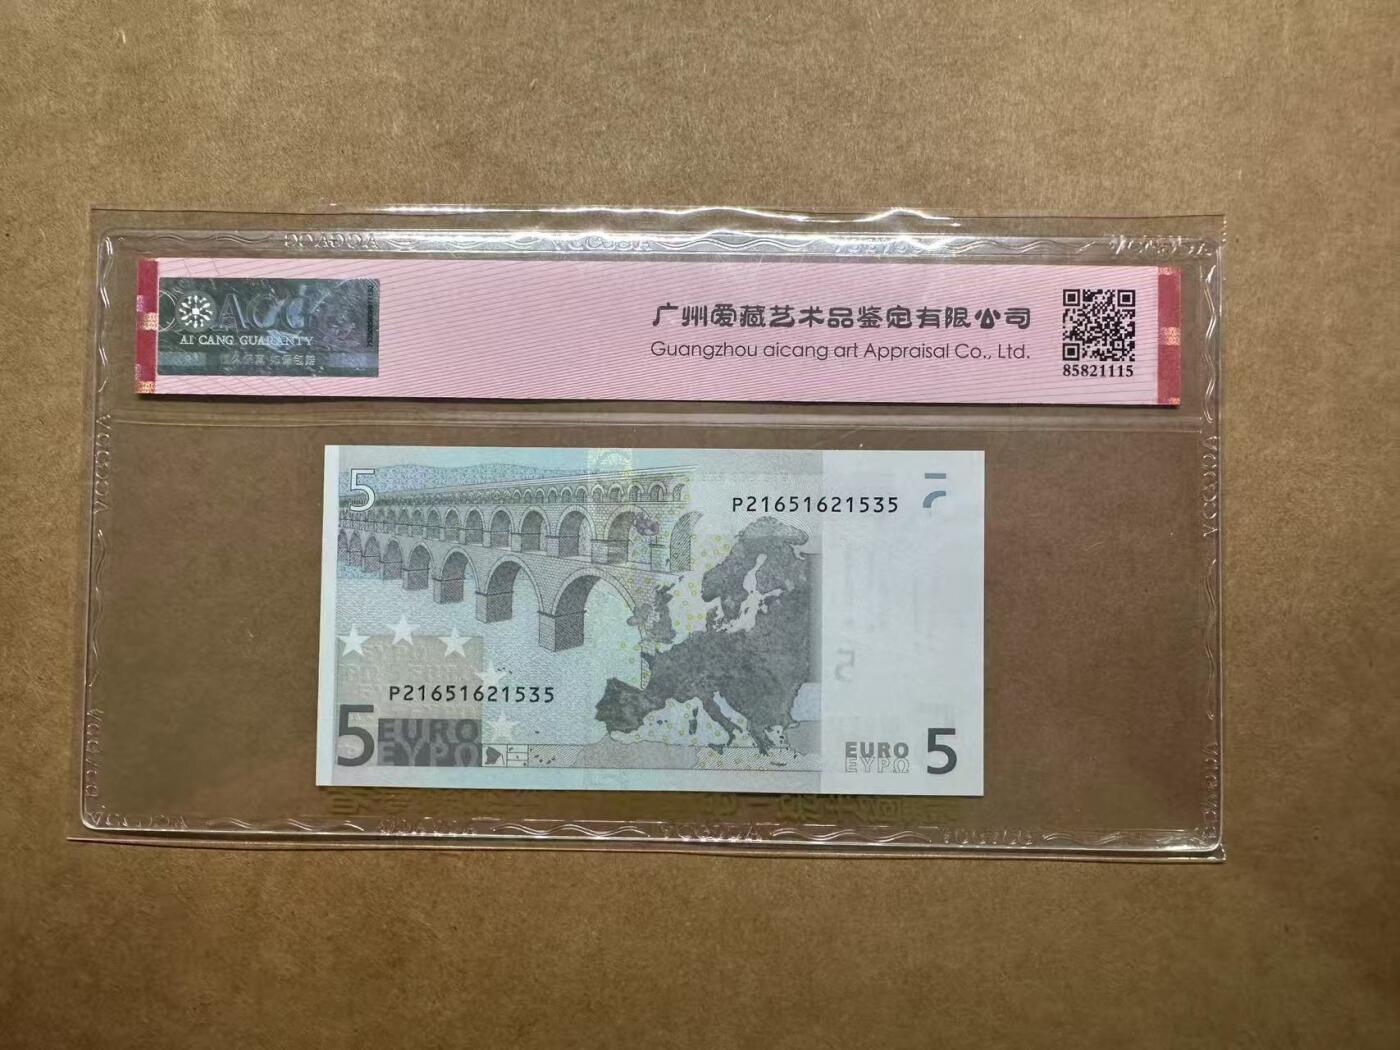 ACG
AI CANG GUARANTY
广州爱藏艺术品鉴定有限公司
Guangzhou aicang art Appraisal Co., Ltd.
85821115
5
P21651621535
P21651621535
5 EURO
ΕΥΡΩ
EURO
ΕΥΡΩ
5